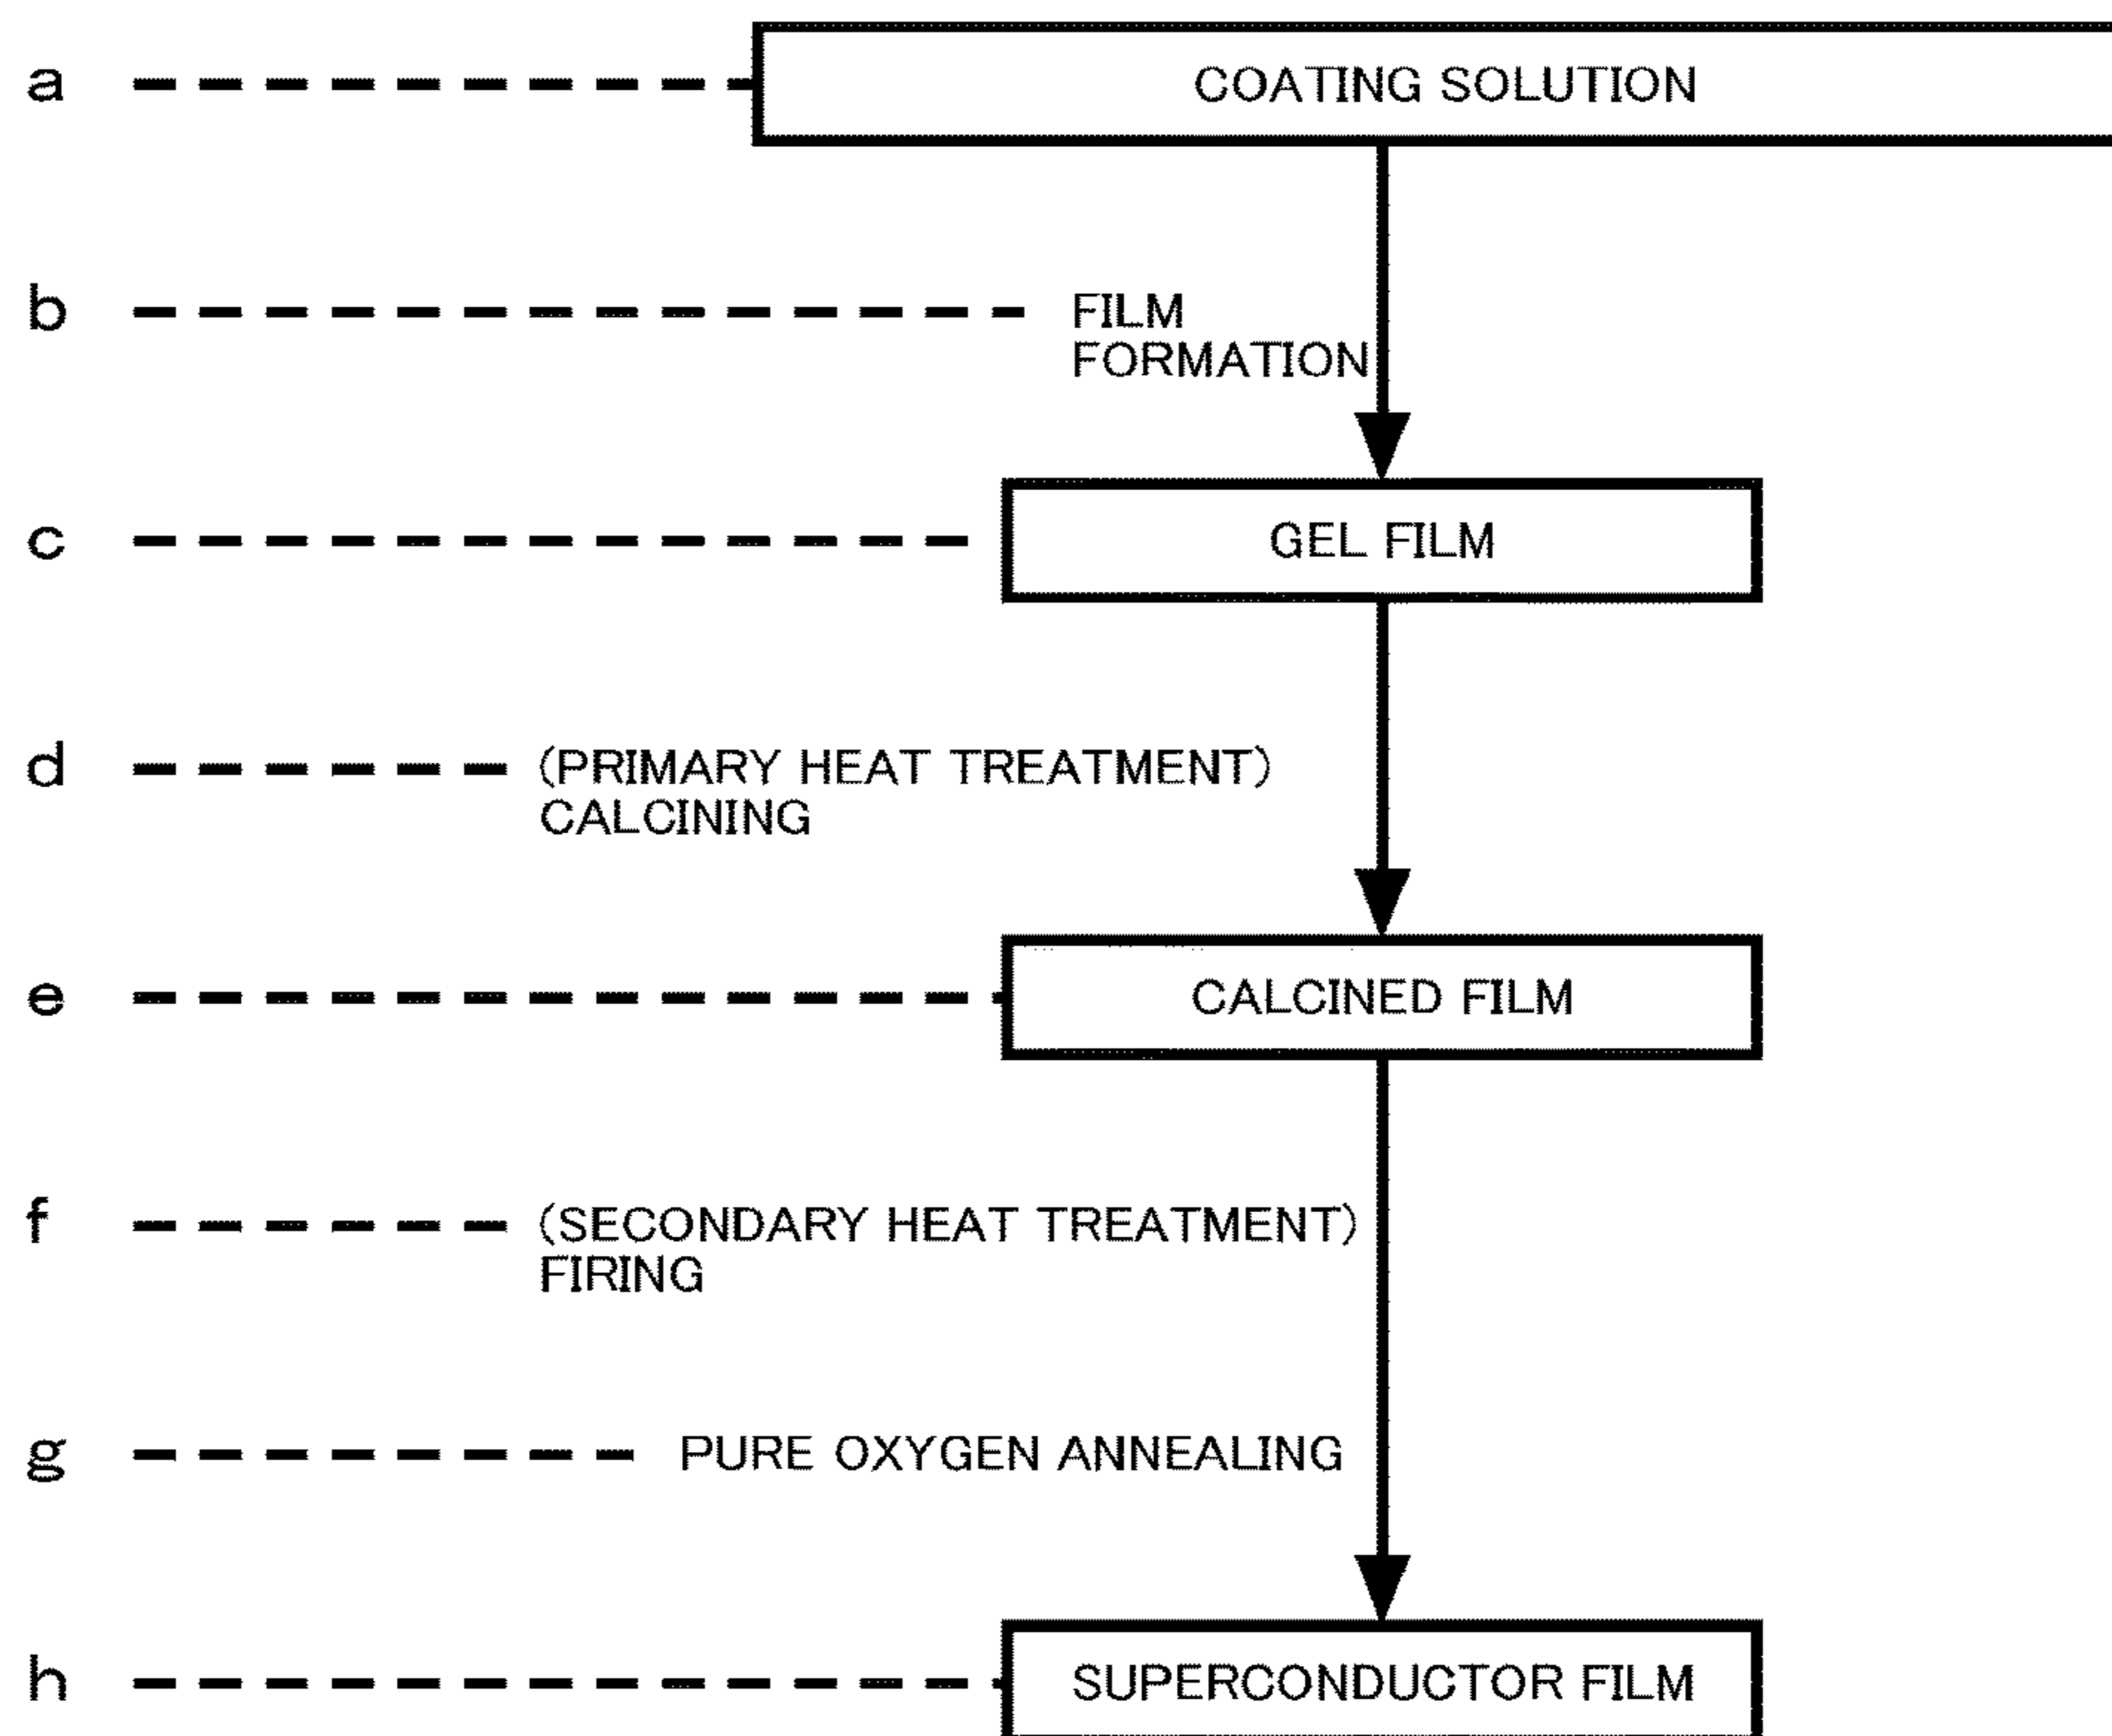 a COATING SOLUTION
b FILM
FORMATION
c GEL FILM
d (PRIMARY HEAT TREATMENT)
CALCINING
e CALCINED FILM
f (SECONDARY HEAT TREATMENT)
FIRING
g PURE OXYGEN ANNEALING
h SUPERCONDUCTOR FILM